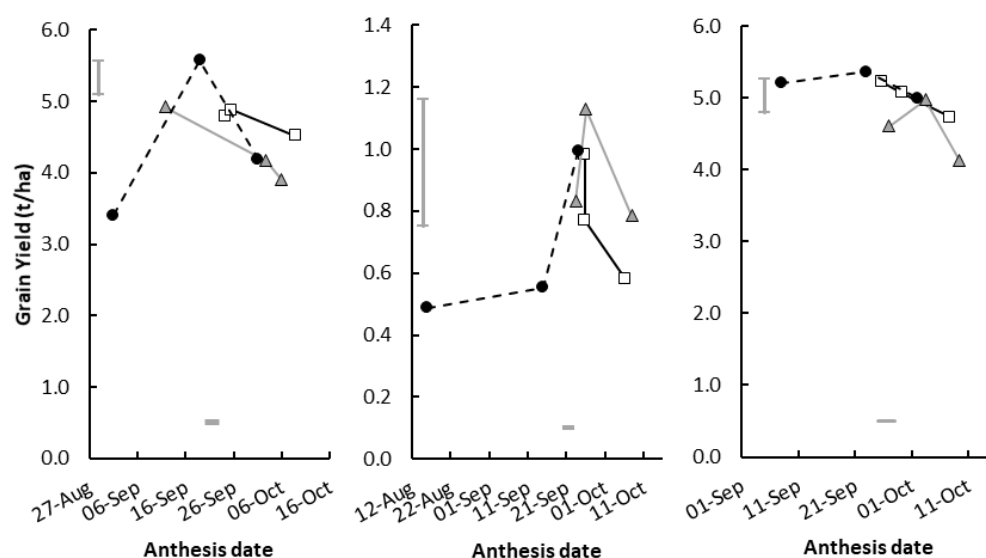 Grain Yield (t/ha)
6.0
5.0
4.0
3.0
2.0
1.0
0.0
27-Aug
06-Sep
16-Sep
26-Sep
06-Oct
16-Oct
Anthesis date
1.4
1.2
1.0
0.8
0.6
0.4
0.2
0.0
12-Aug
22-Aug
01-Sep
11-Sep
21-Sep
01-Oct
11-Oct
Anthesis date
6.0
5.0
4.0
3.0
2.0
1.0
0.0
01-Sep
11-Sep
21-Sep
01-Oct
11-Oct
Anthesis date